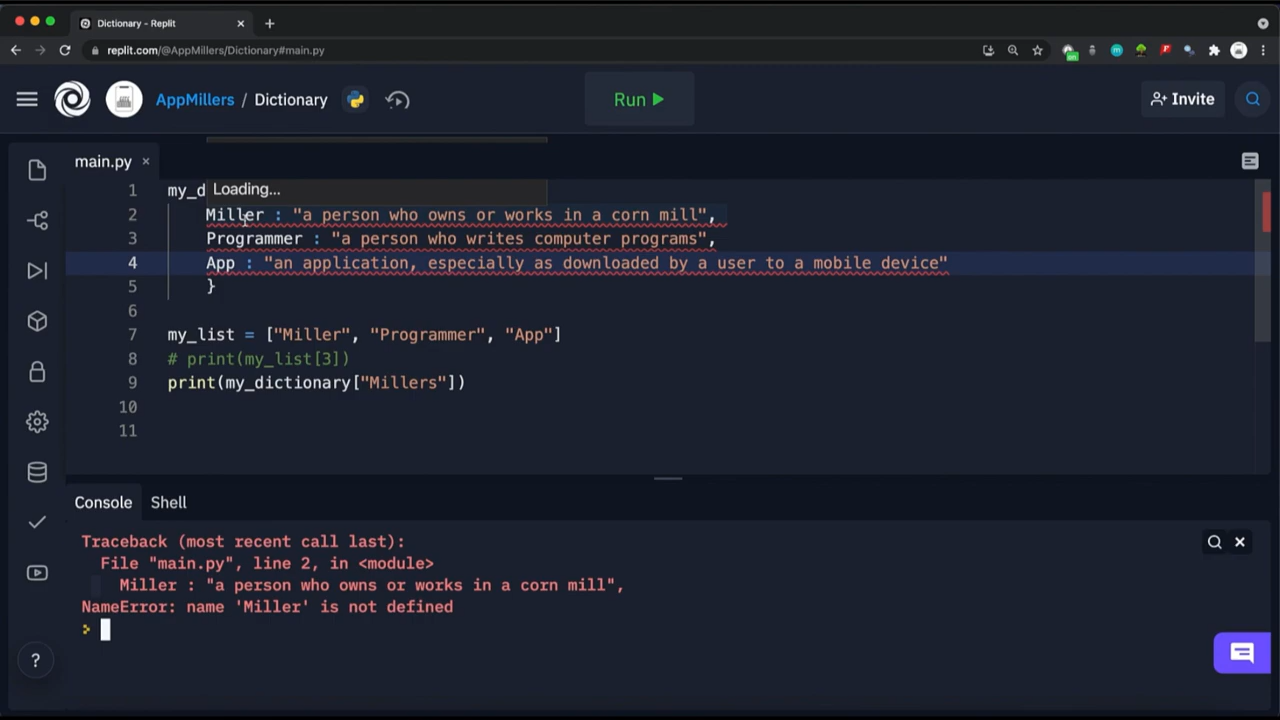 Dictionary - Replit
replit.com/@AppMillers/Dictionary#main.py
on
AppMillers / Dictionary
Run
Invite
main.py
1 my_d
Loading...
2 Miller : "a person who owns or works in a corn mill",
3 Programmer : "a person who writes computer programs",
4 App : "an application, especially as downloaded by a user to a mobile device"
5 }
6
7 my_list = ["Miller", "Programmer", "App"]
8 # print(my_list[3])
9 print(my_dictionary["Millers"])
10
11
Console Shell
Traceback (most recent call last):
File "main.py", line 2, in <module>
Miller : "a person who owns or works in a corn mill",
NameError: name 'Miller' is not defined
>
?